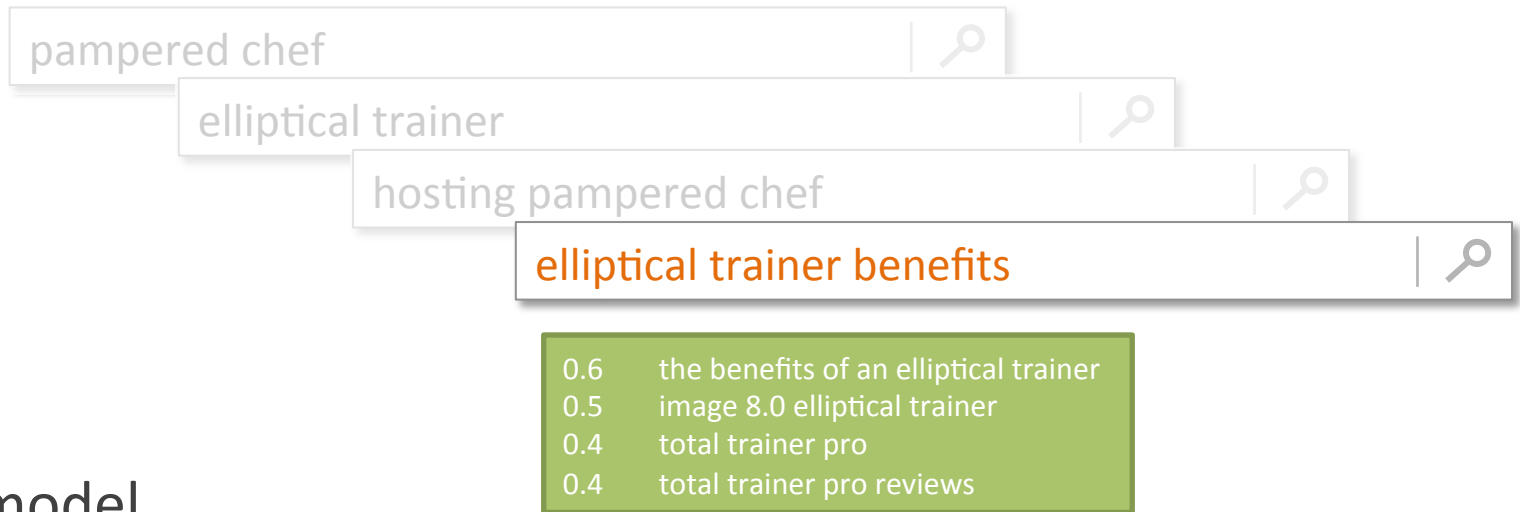 pampered chef
elliptical trainer
hosting pampered chef
elliptical trainer benefits
0.6 the benefits of an elliptical trainer
0.5 image 8.0 elliptical trainer
0.4 total trainer pro
0.4 total trainer pro reviews
model